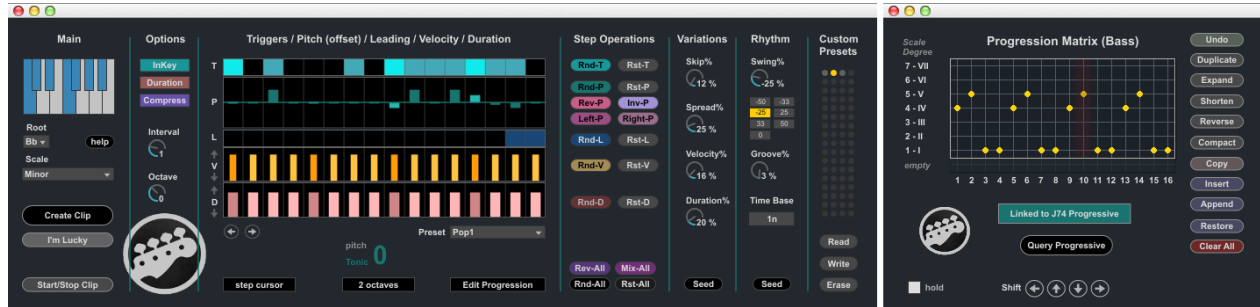 Main
Options
Triggers / Pitch (offset) / Leading / Velocity / Duration
Step Operations
Variations
Rhythm
Custom
Presets
InKey
Duration
Compress
Interval
1
Octave
0
Root
Bb
help
Scale
Minor
Create Clip
I'm Lucky
Start/Stop Clip
T
P
L
V
D
Preset
Pop1
pitch
Tonic
0
step cursor
2 octaves
Edit Progression
Rnd-T
Rst-T
Rnd-P
Rst-P
Rev-P
Inv-P
Left-P
Right-P
Rnd-L
Rst-L
Rnd-V
Rst-V
Rnd-D
Rst-D
Rev-All
Mix-All
Rnd-All
Rst-All
Skip%
12 %
Spread%
25 %
Velocity%
16 %
Duration%
20 %
Seed
Swing%
-25 %
-50 -33
-25 25
33 50
0
Groove%
3 %
Time Base
1n
Seed
Read
Write
Erase
Progression Matrix (Bass)
Scale
Degree
7 - VII
6 - VI
5 - V
4 - IV
3 - III
2 - II
1 - I
empty
1 2 3 4 5 6 7 8 9 10 11 12 13 14 15 16
Linked to J74 Progressive
Query Progressive
hold
Shift
Undo
Duplicate
Expand
Shorten
Reverse
Compact
Copy
Insert
Append
Restore
Clear All